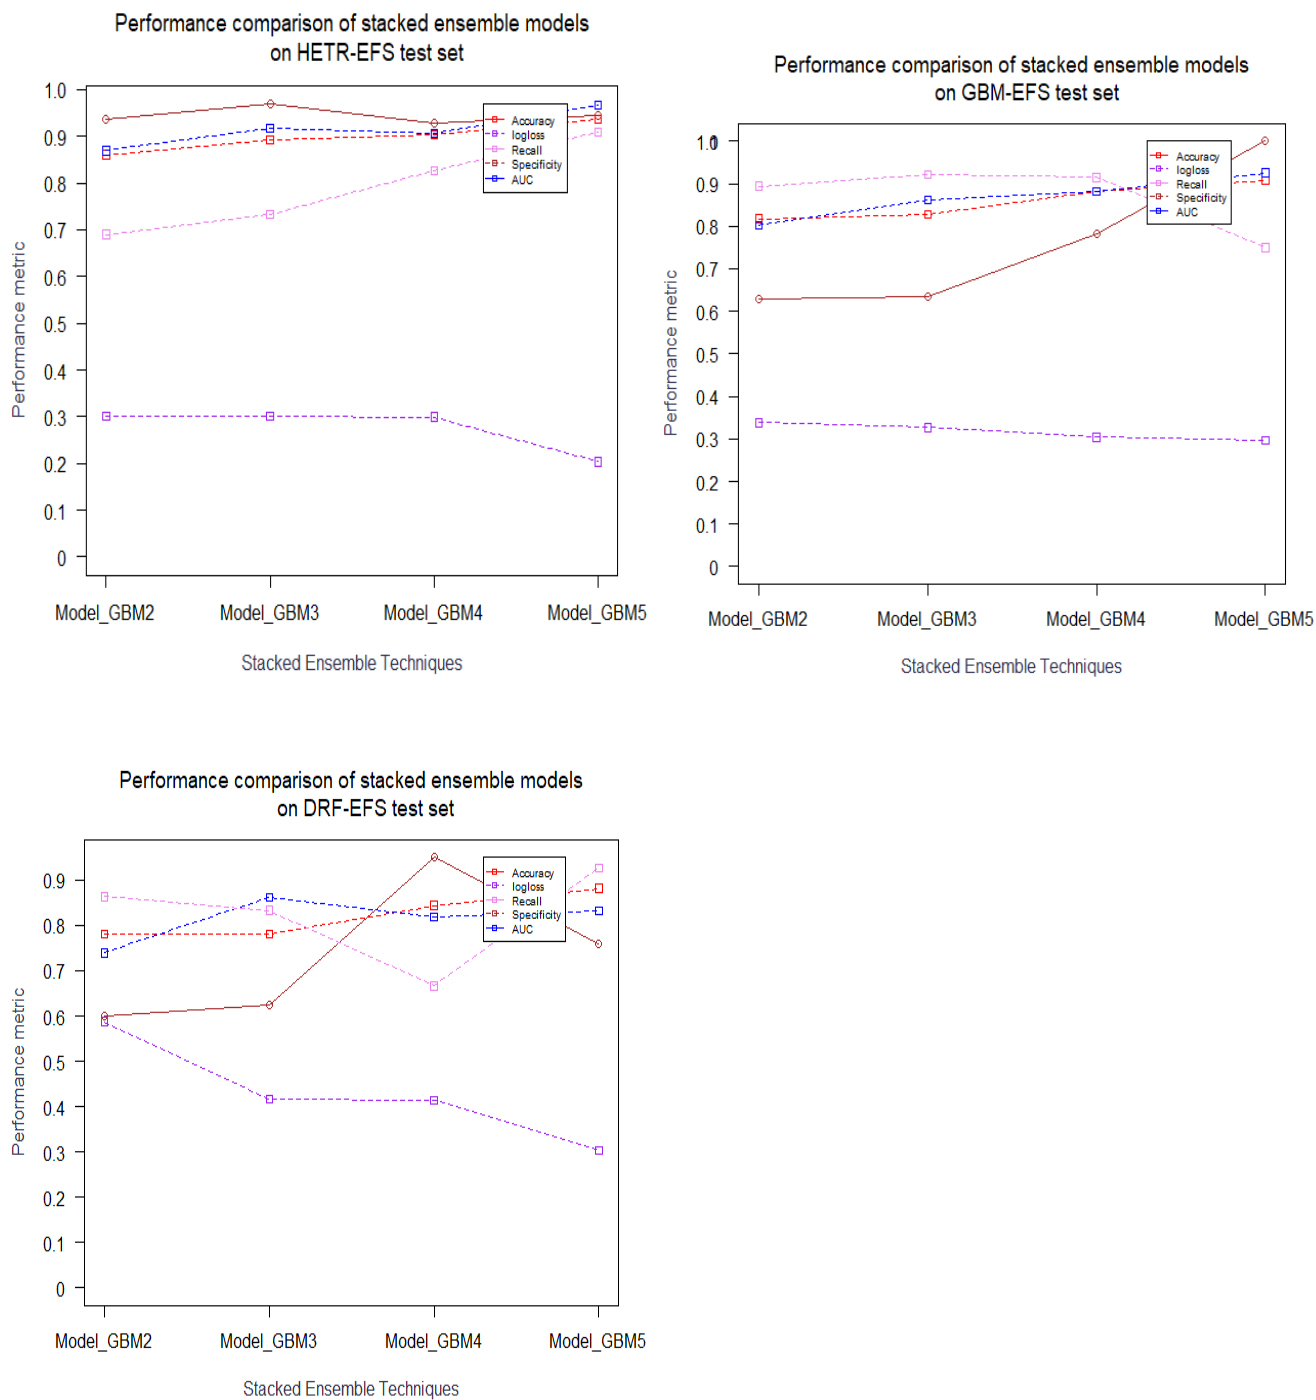 Performance comparison of stacked ensemble models
on HETR-EFS test set
1.0
0.9
0.8
0.7
0.6
0.5
0.4
0.3
0.2
0.1
0
Performance metric
Accuracy
logloss
Recall
Specificity
AUC
Model_GBM2 Model_GBM3 Model_GBM4 Model_GBM5
Stacked Ensemble Techniques
Performance comparison of stacked ensemble models
on GBM-EFS test set
1.0
0.9
0.8
0.7
0.6
0.5
0.4
0.3
0.2
0.1
0
Performance metric
Accuracy
logloss
Recall
Specificity
AUC
Model_GBM2 Model_GBM3 Model_GBM4 Model_GBM5
Stacked Ensemble Techniques
Performance comparison of stacked ensemble models
on DRF-EFS test set
0.9
0.8
0.7
0.6
0.5
0.4
0.3
0.2
0.1
0
Performance metric
Accuracy
logloss
Recall
Specificity
AUC
Model_GBM2 Model_GBM3 Model_GBM4 Model_GBM5
Stacked Ensemble Techniques